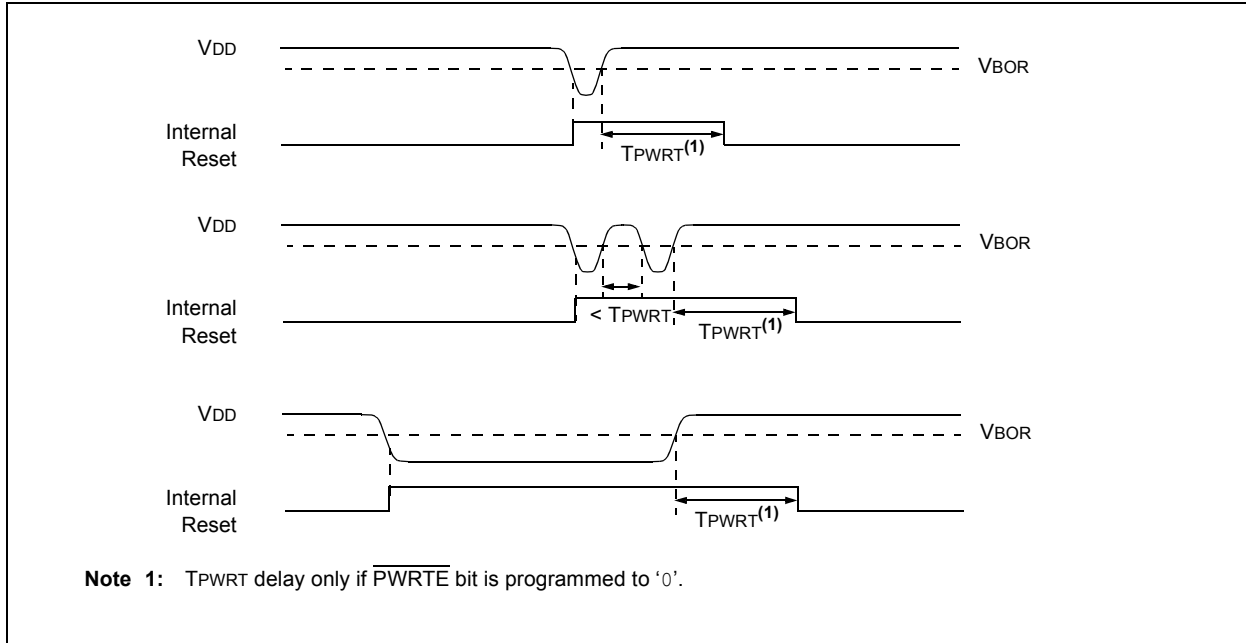 VDD
VBOR
Internal
Reset
TPWRT(1)
VDD
VBOR
Internal
Reset
< TPWRT
TPWRT(1)
VDD
VBOR
Internal
Reset
TPWRT(1)
Note 1: TPWRT delay only if PWRTE bit is programmed to ‘0’.